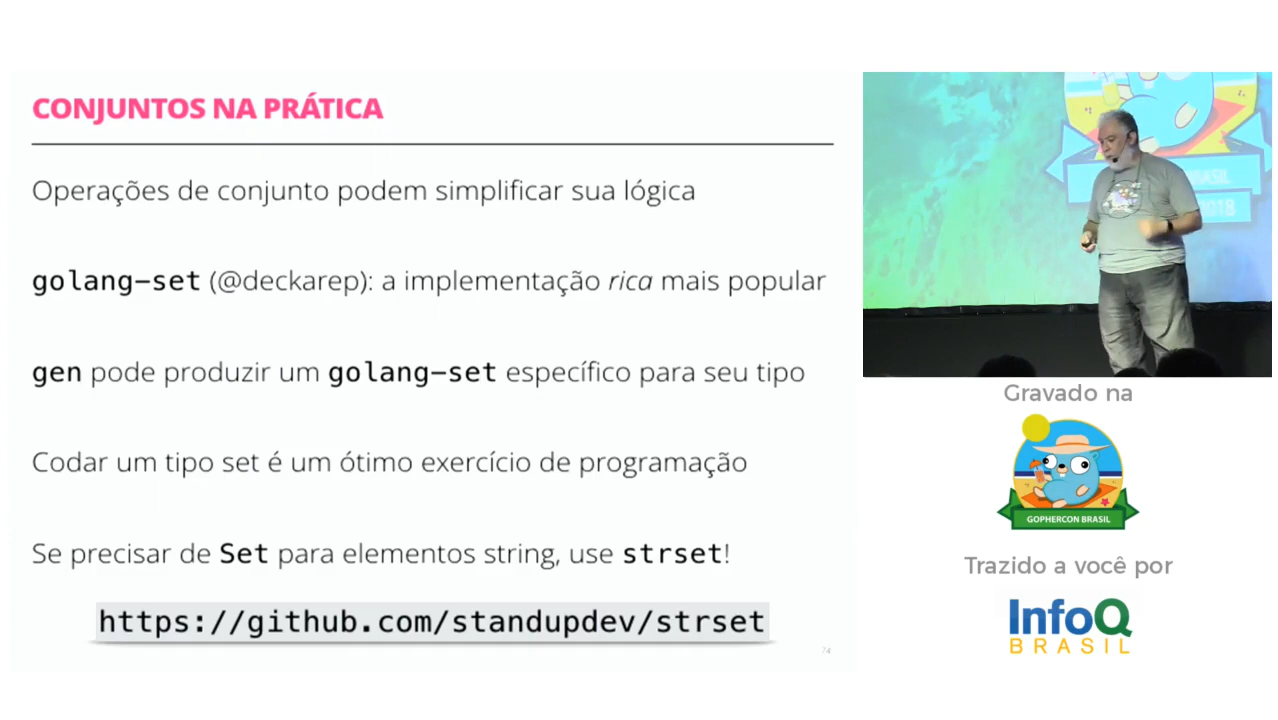 CONJUNTOS NA PRÁTICA
Operações de conjunto podem simplificar sua lógica
golang-set (@deckarep): a implementação rica mais popular
gen pode produzir um golang-set específico para seu tipo
Codar um tipo set é um ótimo exercício de programação
Se precisar de Set para elementos string, use strset!
https://github.com/standupdev/strset
74
BRASIL
2019
Gravado na
GOPHERCON BRASIL
Trazido a você por
InfoQ
BRASIL